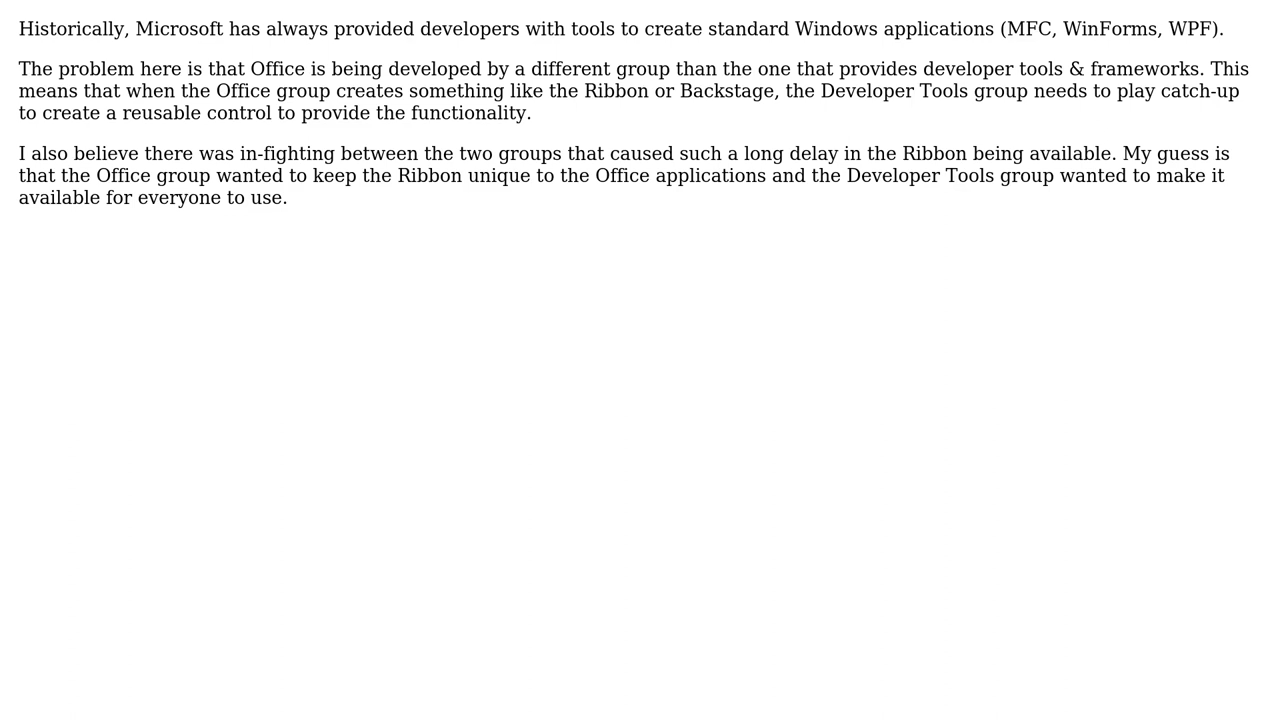 Historically, Microsoft has always provided developers with tools to create standard Windows applications (MFC, WinForms, WPF).
The problem here is that Office is being developed by a different group than the one that provides developer tools & frameworks. This
means that when the Office group creates something like the Ribbon or Backstage, the Developer Tools group needs to play catch-up
to create a reusable control to provide the functionality.
I also believe there was in-fighting between the two groups that caused such a long delay in the Ribbon being available. My guess is
that the Office group wanted to keep the Ribbon unique to the Office applications and the Developer Tools group wanted to make it
available for everyone to use.